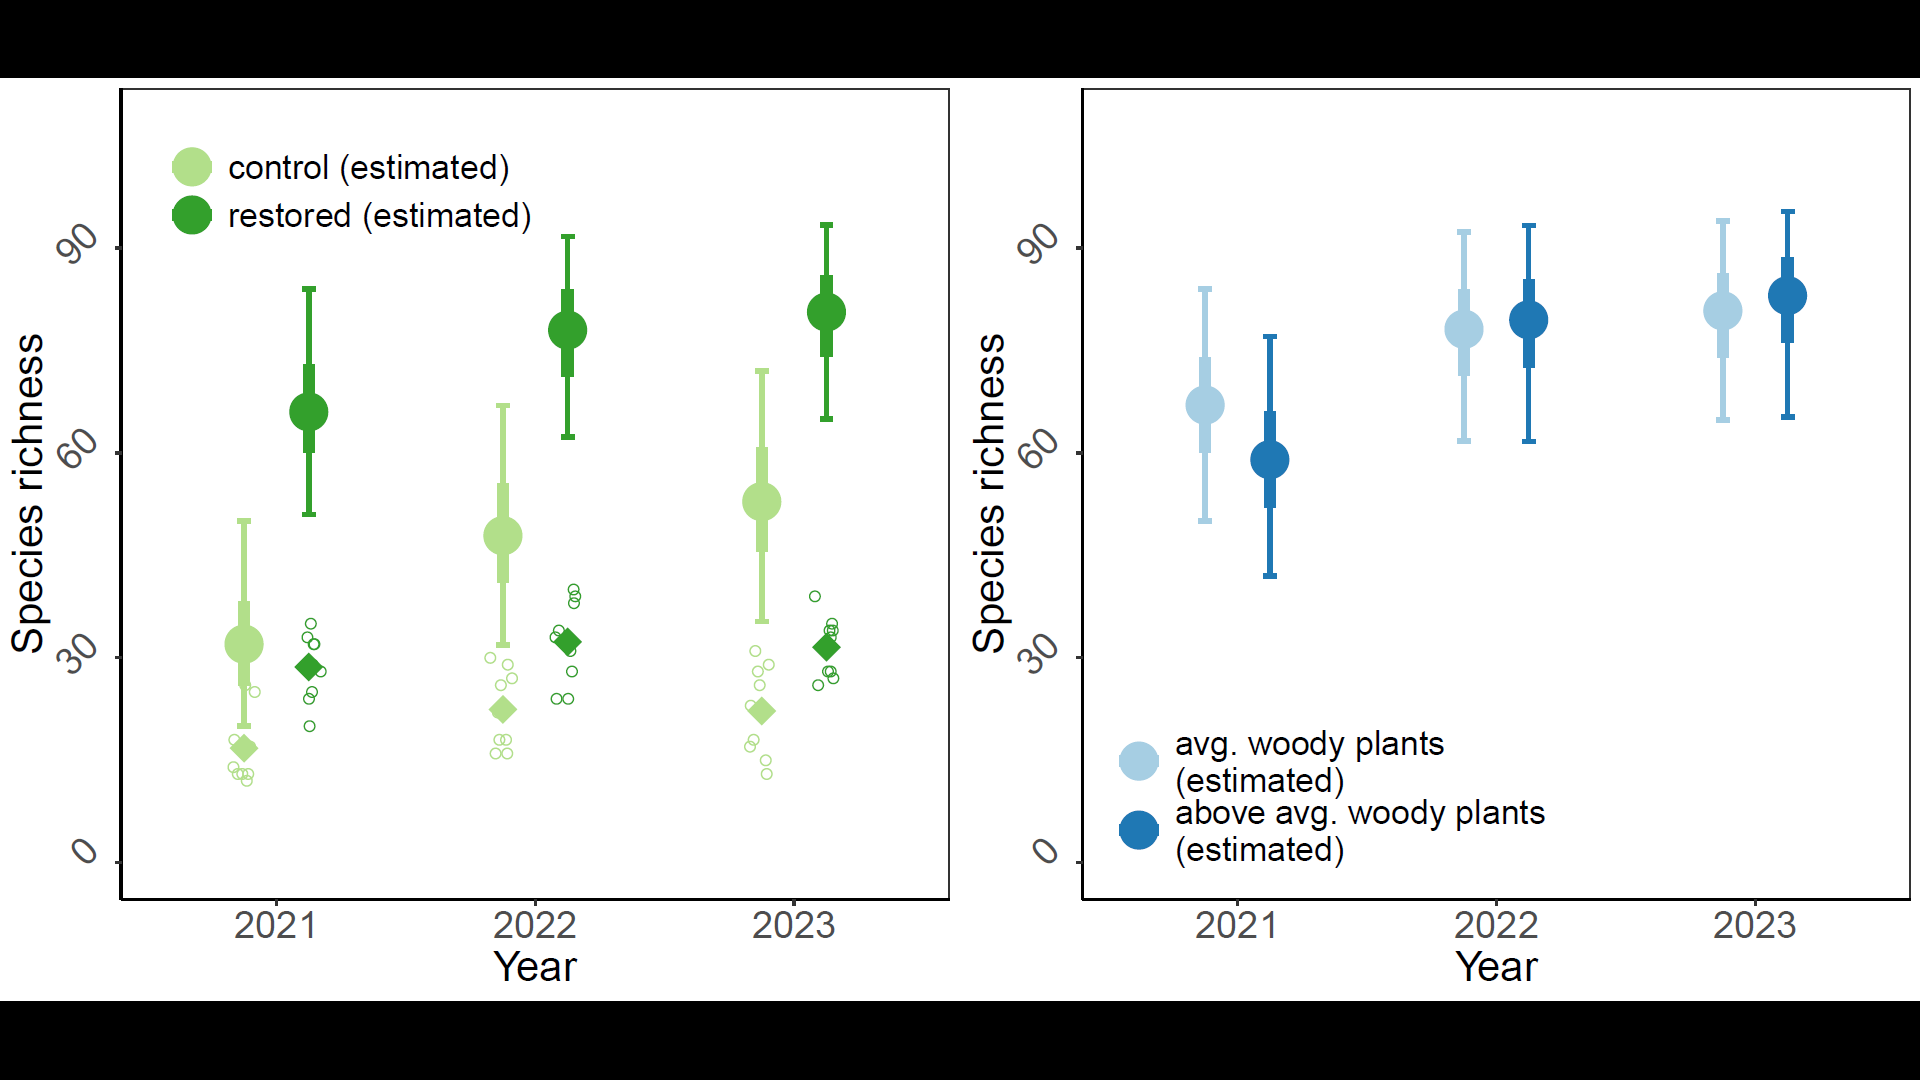 control (estimated)
restored (estimated)
90
60
30
0
Species richness
2021
2022
2023
Year
90
60
30
0
Species richness
avg. woody plants
(estimated)
above avg. woody plants
(estimated)
2021
2022
2023
Year